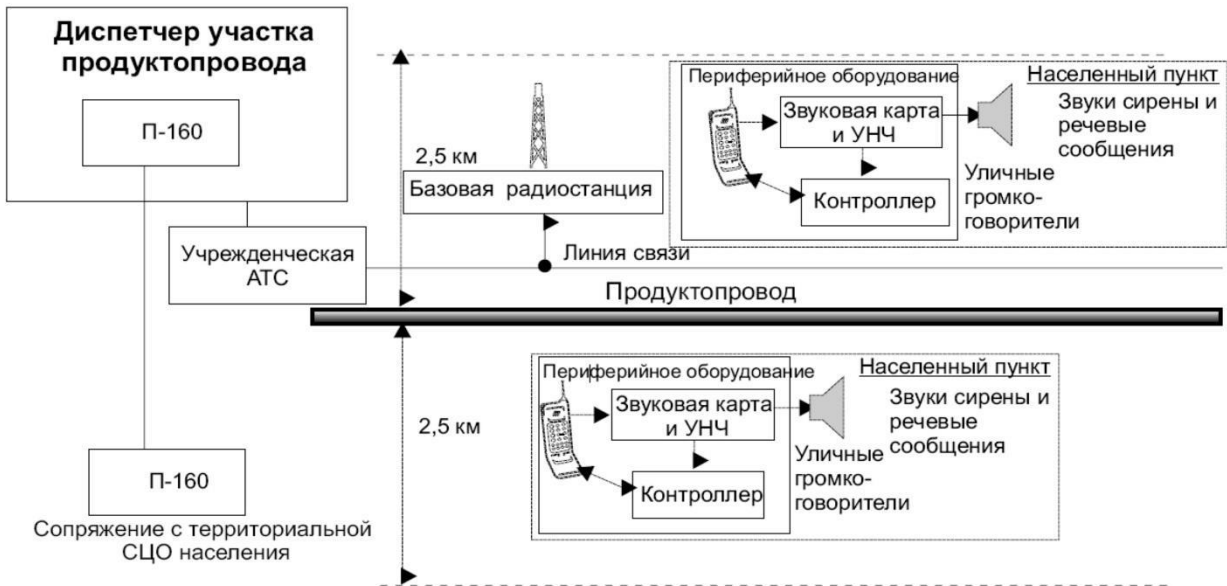 Диспетчер участка
продуктопровода
П-160
Учрежденческая
АТС
П-160
Сопряжение с территориальной
СЦО населения
2,5 км
Базовая радиостанция
Линия связи
Продуктопровод
Периферийное оборудование
Звуковая карта
и УНЧ
Контроллер
Населенный пункт
Звуки сирены и
речевые
сообщения
Уличные
громко-
говорители
2,5 км
Периферийное оборудование
Звуковая карта
и УНЧ
Контроллер
Населенный пункт
Звуки сирены и
речевые
сообщения
Уличные
громко-
говорители